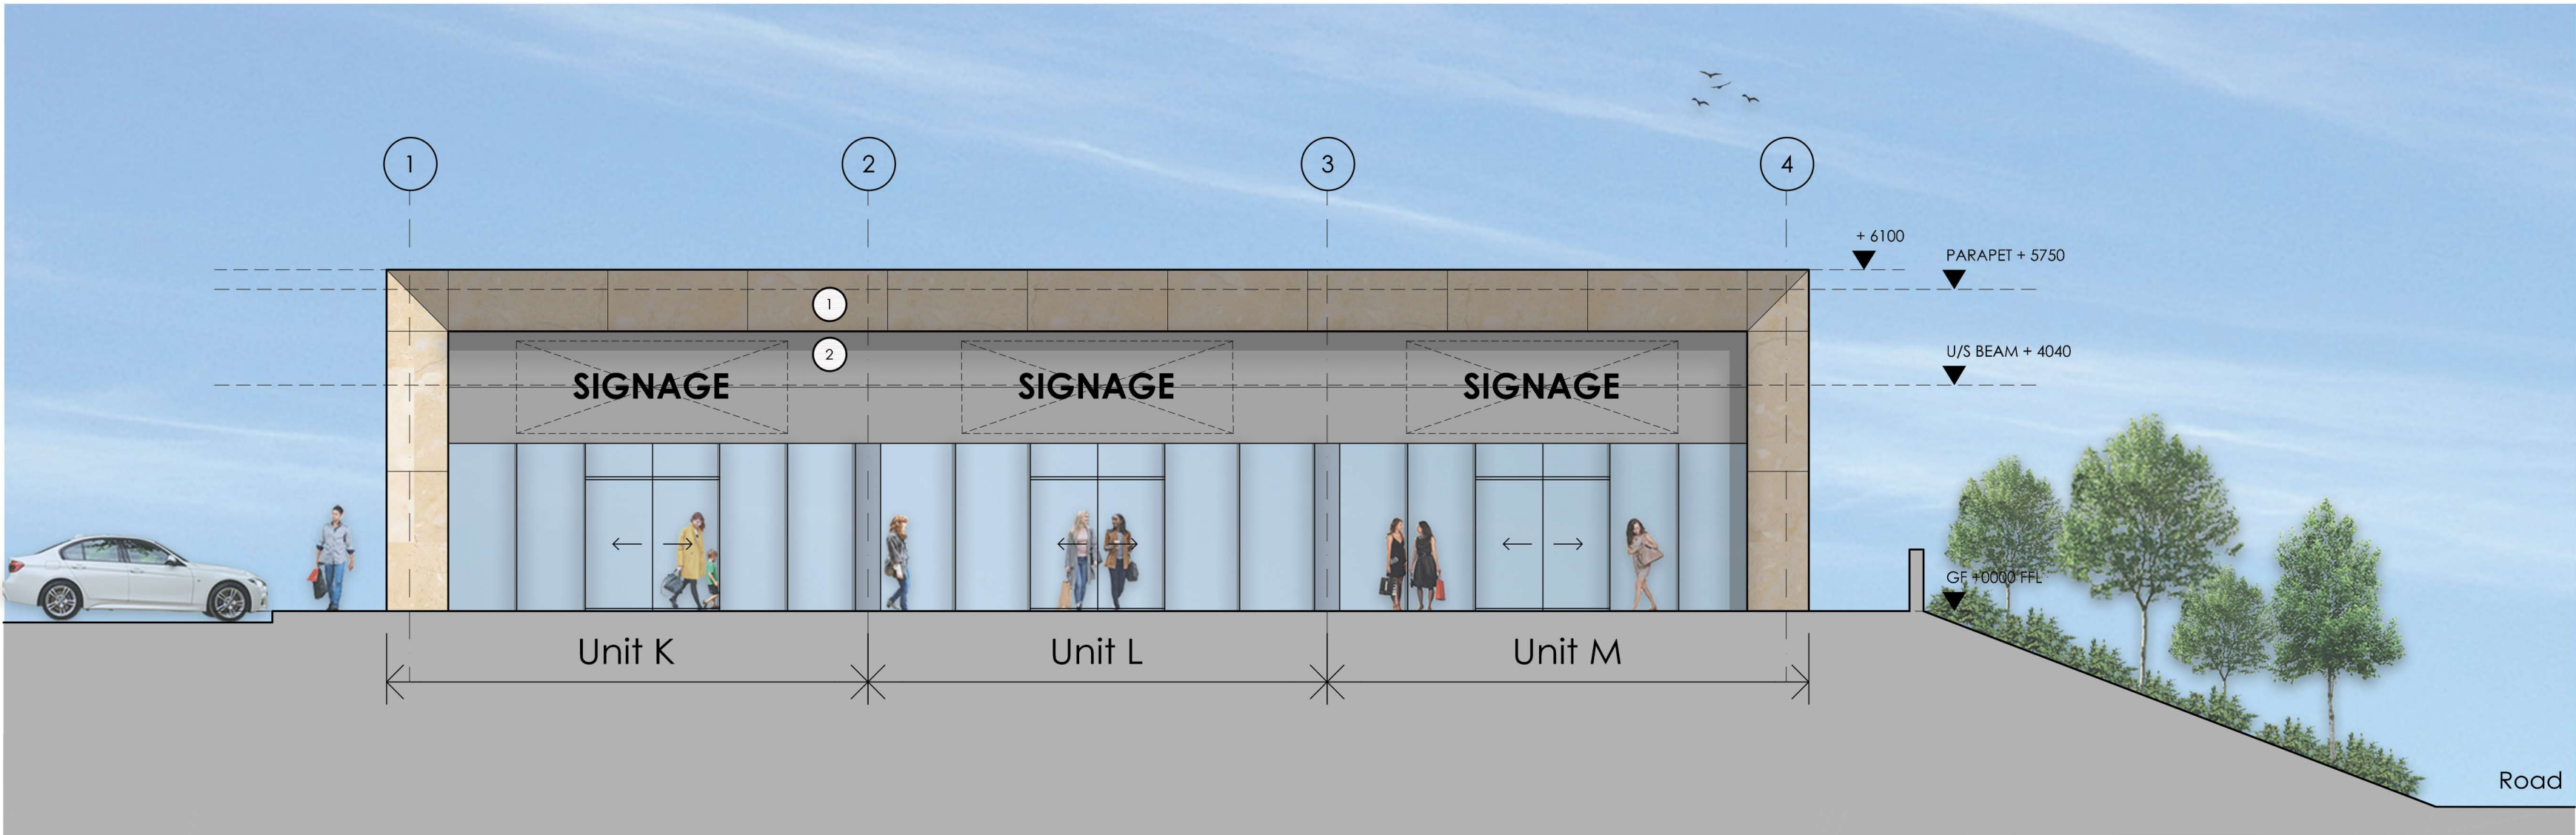 1
2
3
4
+ 6100
PARAPET + 5750
1
2
U/S BEAM + 4040
SIGNAGE
SIGNAGE
SIGNAGE
GF +0000 FFL
Unit K
Unit L
Unit M
Road